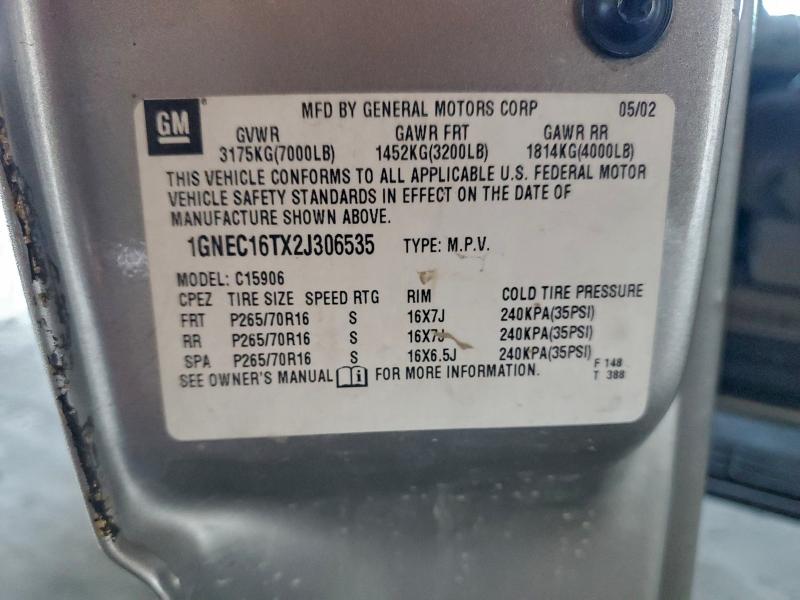 GM
MFD BY GENERAL MOTORS CORP 05/02
GVWR GAWR FRT GAWR RR
3175KG(7000LB) 1452KG(3200LB) 1814KG(4000LB)
THIS VEHICLE CONFORMS TO ALL APPLICABLE U.S. FEDERAL MOTOR
VEHICLE SAFETY STANDARDS IN EFFECT ON THE DATE OF
MANUFACTURE SHOWN ABOVE.
1GNEC16TX2J306535 TYPE: M.P.V.
MODEL: C15906
CPEZ TIRE SIZE SPEED RTG RIM COLD TIRE PRESSURE
FRT P265/70R16 S 16X7J 240KPA(35PSI)
RR P265/70R16 S 16X7J 240KPA(35PSI)
SPA P265/70R16 S 16X6.5J 240KPA(35PSI)
SEE OWNER'S MANUAL FOR MORE INFORMATION.
F 148
T 388